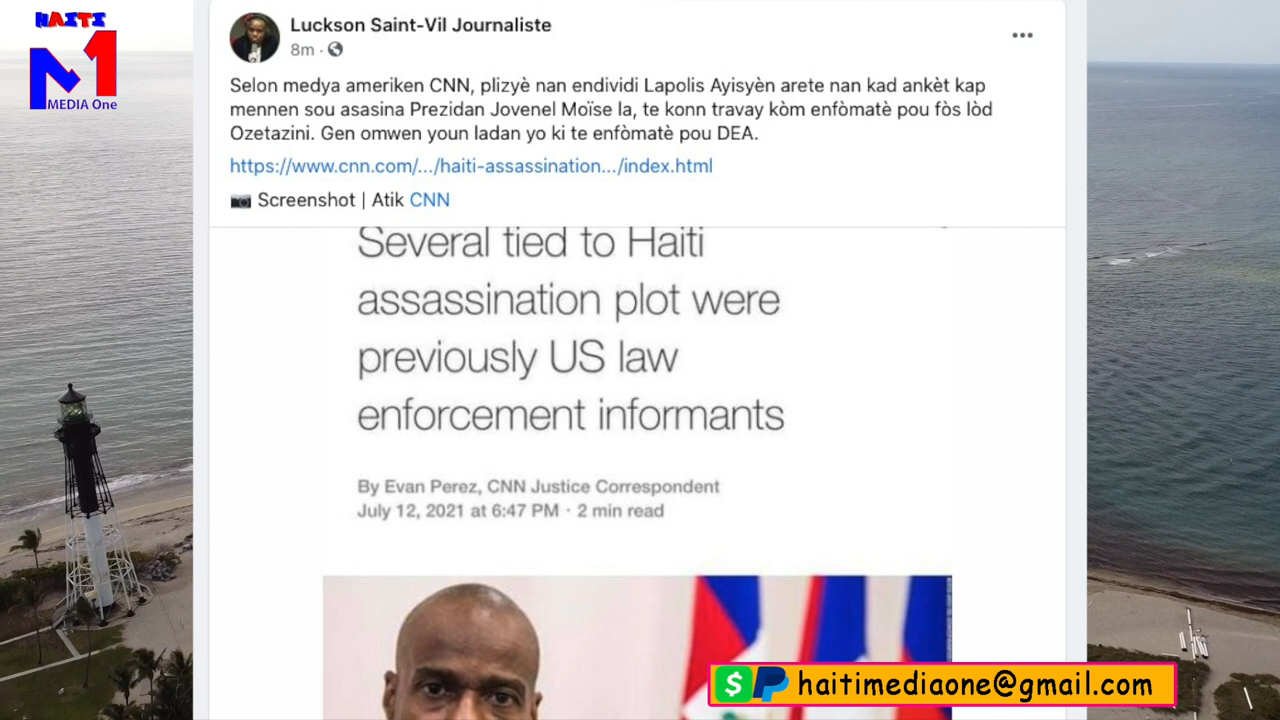 HAITI
M1
MEDIA One
Luckson Saint-Vil Journaliste
8m ·
Selon medya ameriken CNN, plizyè nan endividi Lapolis Ayisyèn arete nan kad ankèt kap
mennen sou asasina Prezidan Jovenel Moïse la, te konn travay kòm enfòmatè pou fòs lòd
Ozetazini. Gen omwen youn ladan yo ki te enfòmatè pou DEA.
https://www.cnn.com/.../haiti-assassination.../index.html
📷 Screenshot | Atik CNN
Several tied to Haiti
assassination plot were
previously US law
enforcement informants
By Evan Perez, CNN Justice Correspondent
July 12, 2021 at 6:47 PM · 2 min read
$ P haitimediaone@gmail.com